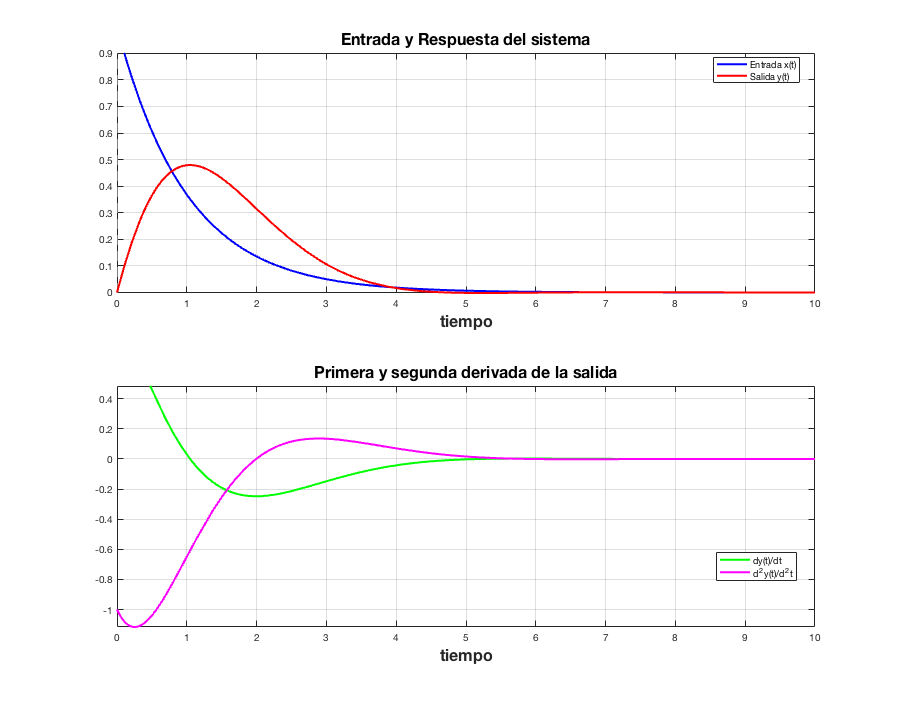 Entrada y Respuesta del sistema
0.9
0.8
0.7
0.6
0.5
0.4
0.3
0.2
0.1
0
Entrada x(t)
Salida y(t)
0 1 2 3 4 5 6 7 8 9 10
tiempo
Primera y segunda derivada de la salida
0.4
0.2
0
-0.2
-0.4
-0.6
-0.8
-1
dy(t)/dt
d²y(t)/d²t
0 1 2 3 4 5 6 7 8 9 10
tiempo